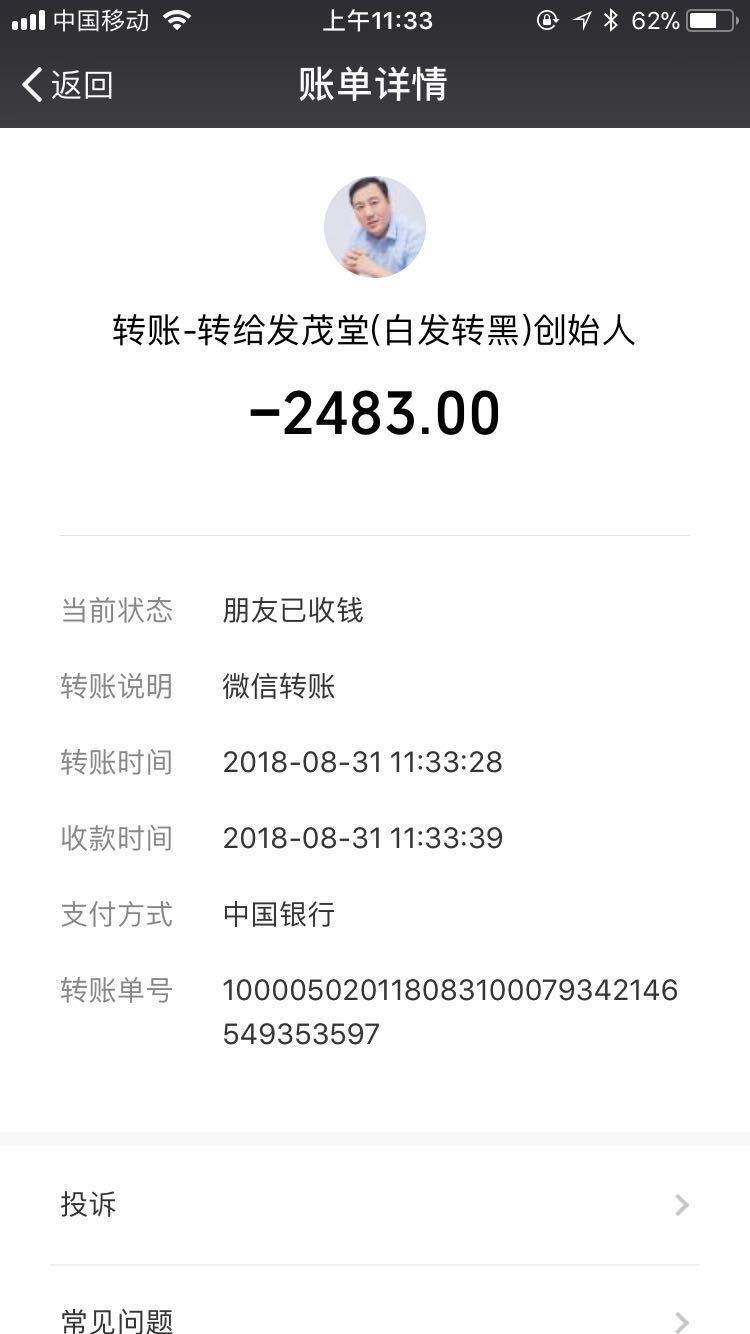 中国移动 上午11:33 62%
返回 账单详情
转账-转给发茂堂(白发转黑)创始人
-2483.00
当前状态 朋友已收钱
转账说明 微信转账
转账时间 2018-08-31 11:33:28
收款时间 2018-08-31 11:33:39
支付方式 中国银行
转账单号 100005020118083100079342146
549353597
投诉
常见问题